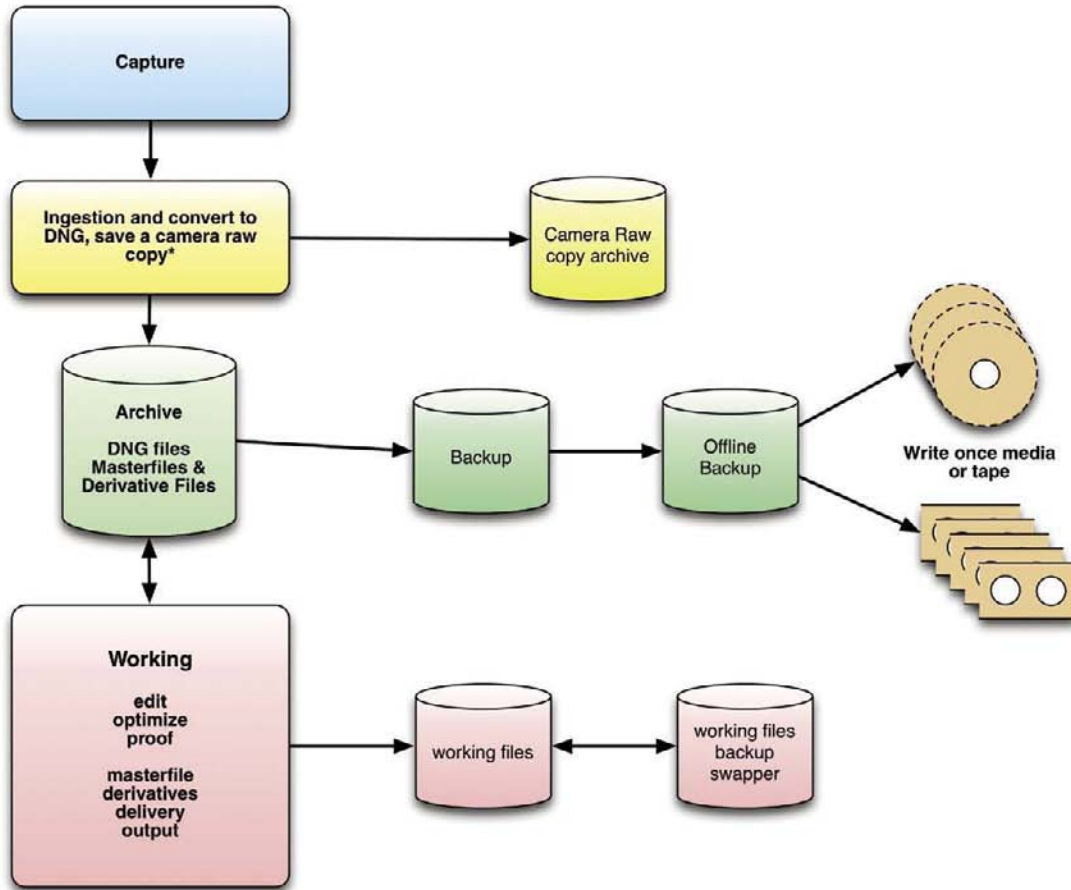 Capture
Ingestion and convert to
DNG, save a camera raw
copy*
Camera Raw
copy archive
Archive
DNG files
Masterfiles &
Derivative Files
Backup
Offline
Backup
Write once media
or tape
Working
edit
optimize
proof
masterfile
derivatives
delivery
output
working files
working files
backup
swapper